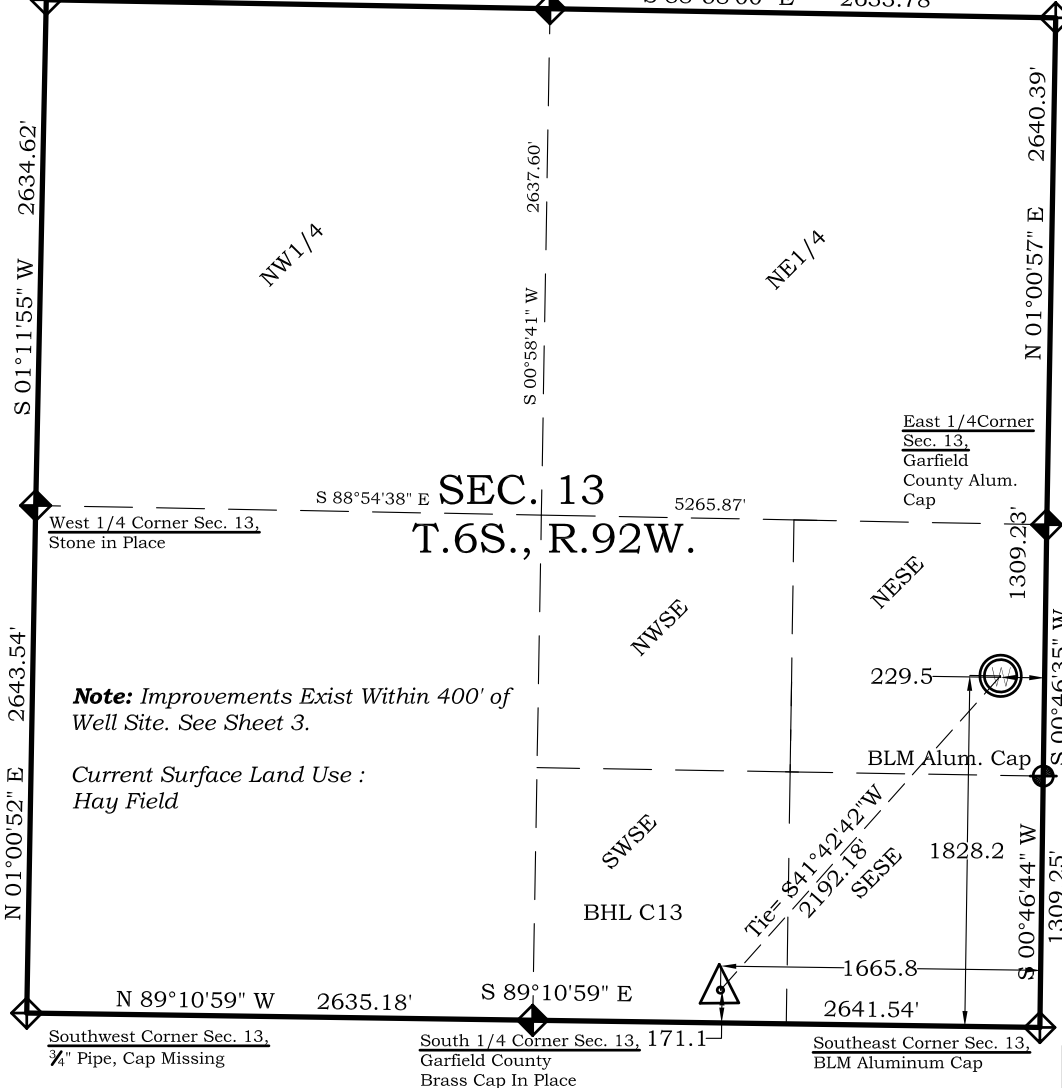 2633.78
2634.62'
S 01°11'55" W
NW1/4
2637.60'
S 00°58'41" W
NE1/4
2640.39'
N 01°00'57" E
East 1/4Corner
Sec. 13,
Garfield
County Alum.
Cap
S 88°54'38" E
SEC. 13
5265.87'
T.6S., R.92W.
West 1/4 Corner Sec. 13,
Stone in Place
1309.23'
S 00°46'35" W
NWSE
NESE
2643.54'
N 01°00'52" E
Note: Improvements Exist Within 400' of
Well Site. See Sheet 3.
Current Surface Land Use :
Hay Field
229.5
BLM Alum. Cap
SWSE
SESE
Tie= S41°42'42"W
2192.18'
1828.2
S 00°46'44" W
1309.25'
BHL C13
1665.8
N 89°10'59" W
2635.18'
S 89°10'59" E
2641.54'
171.1
Southwest Corner Sec. 13,
¾" Pipe, Cap Missing
South 1/4 Corner Sec. 13,
Garfield County
Brass Cap In Place
Southeast Corner Sec. 13,
BLM Aluminum Cap